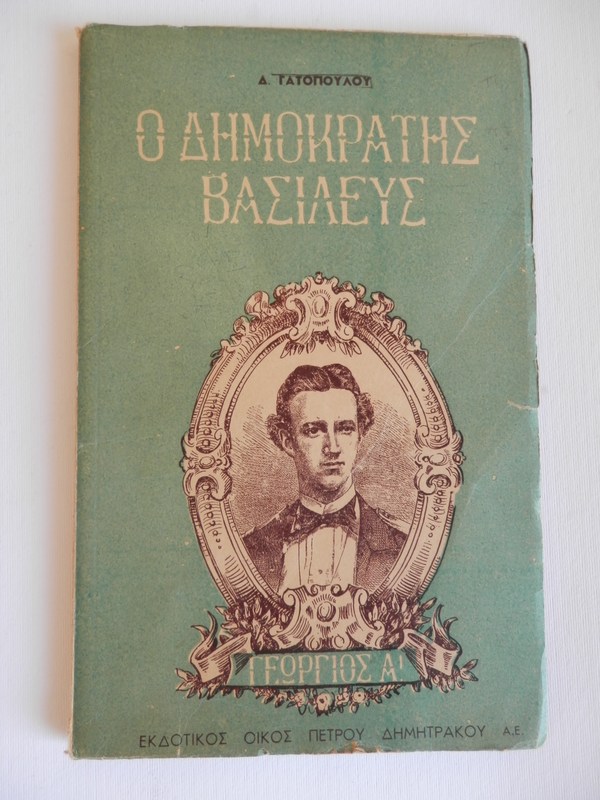 Δ. ΓΑΤΟΠΟΥΛΟΥ
Ο ΔΗΜΟΚΡΑΤΗΣ
ΒΑΣΙΛΕΥΣ
ΓΕΩΡΓΙΟΣ Α!
ΕΚΔΟΤΙΚΟΣ ΟΙΚΟΣ ΠΕΤΡΟΥ ΔΗΜΗΤΡΑΚΟΥ Α.Ε.